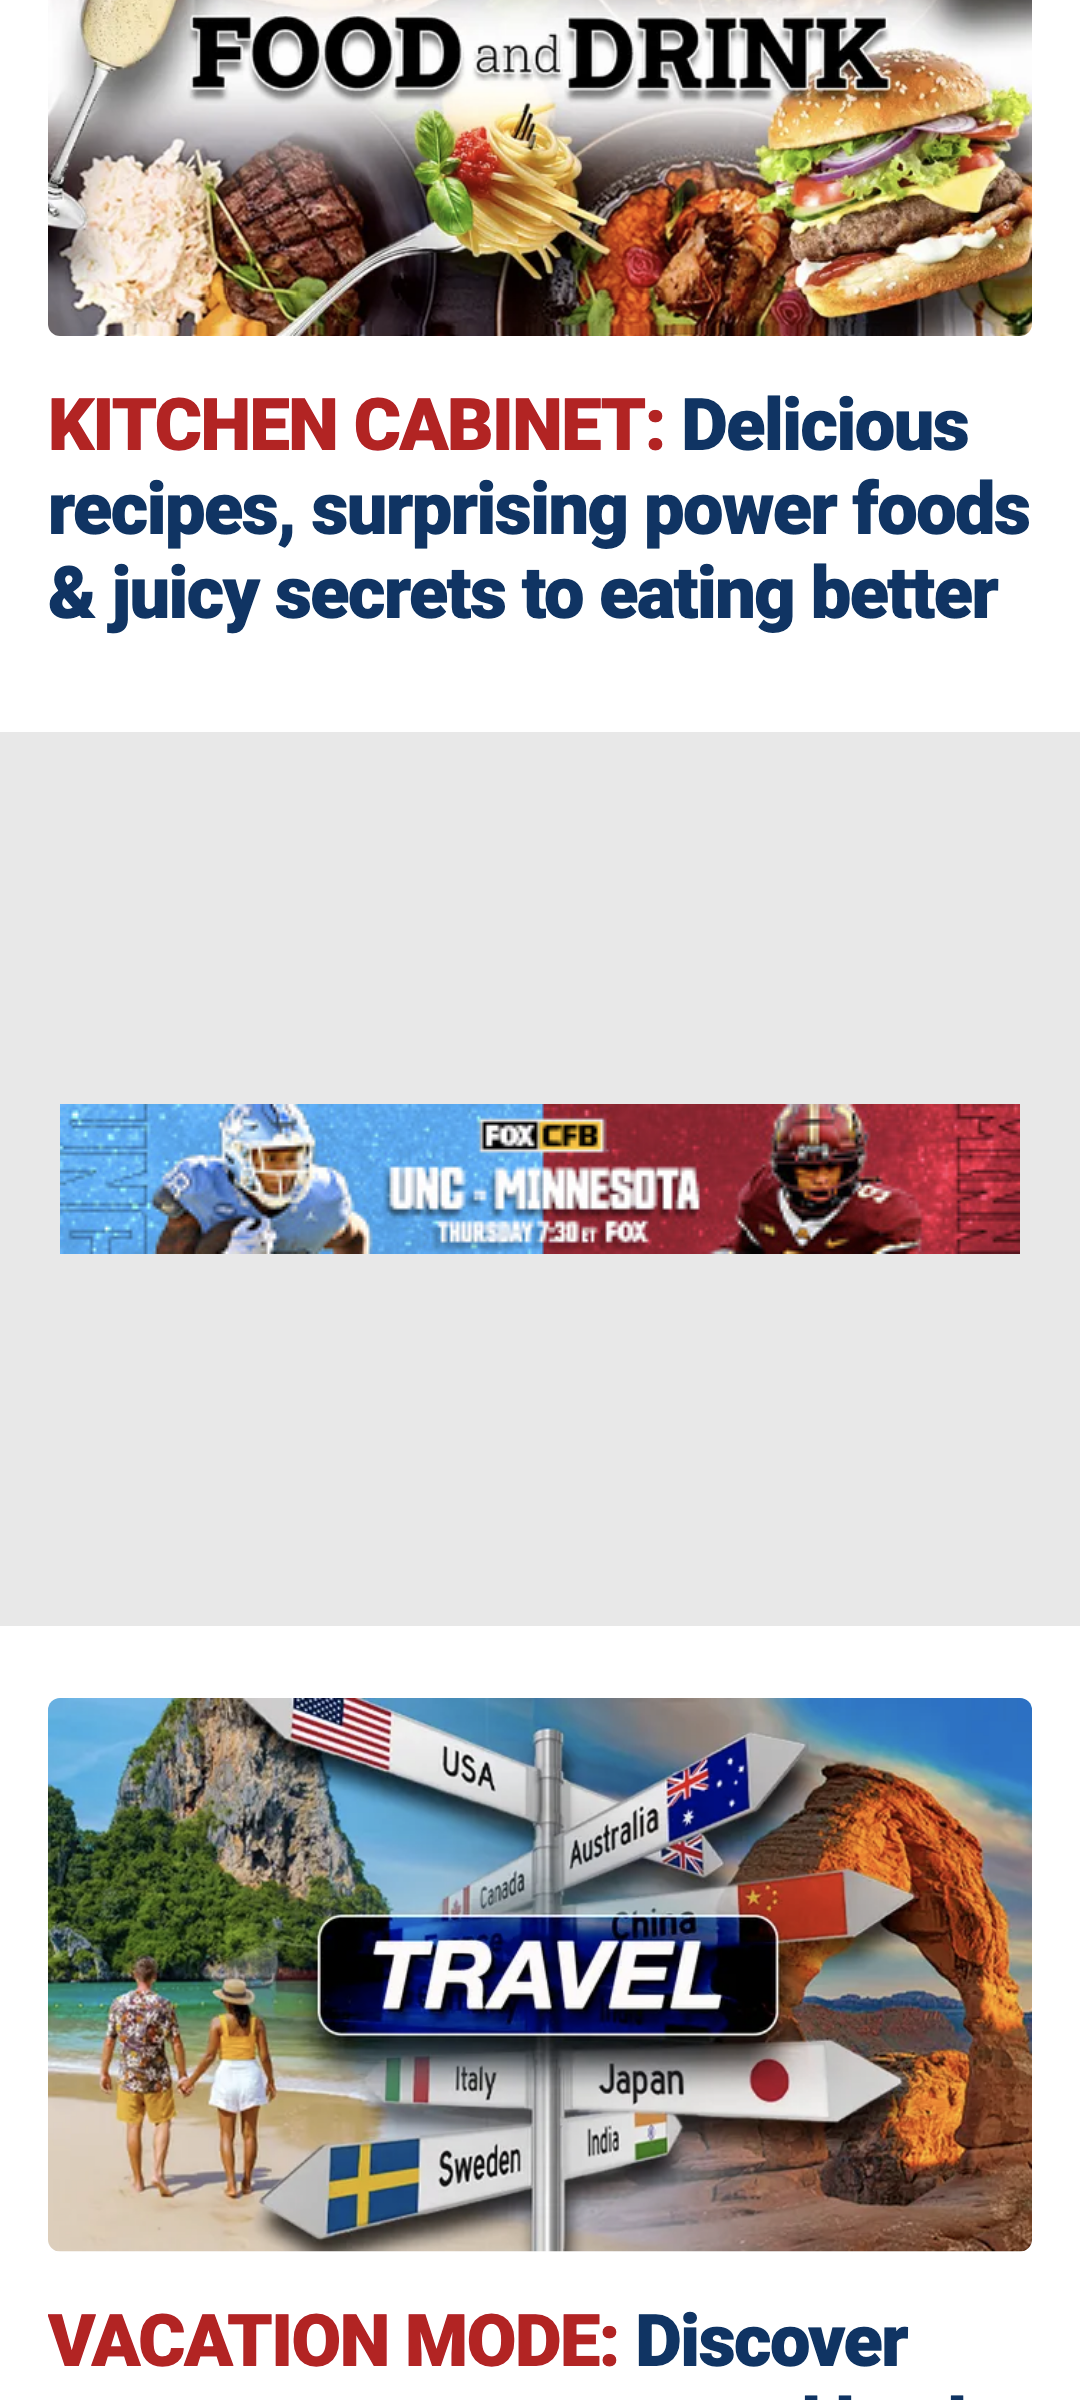 FOOD and DRINK
KITCHEN CABINET: Delicious
recipes, surprising power foods
& juicy secrets to eating better
FOX CFB
UNC MINNESOTA
THURSDAY 7:30 ET FOX
USA
Australia
Canada
China
TRAVEL
Italy
Japan
India
Sweden
VACATION MODE: Discover